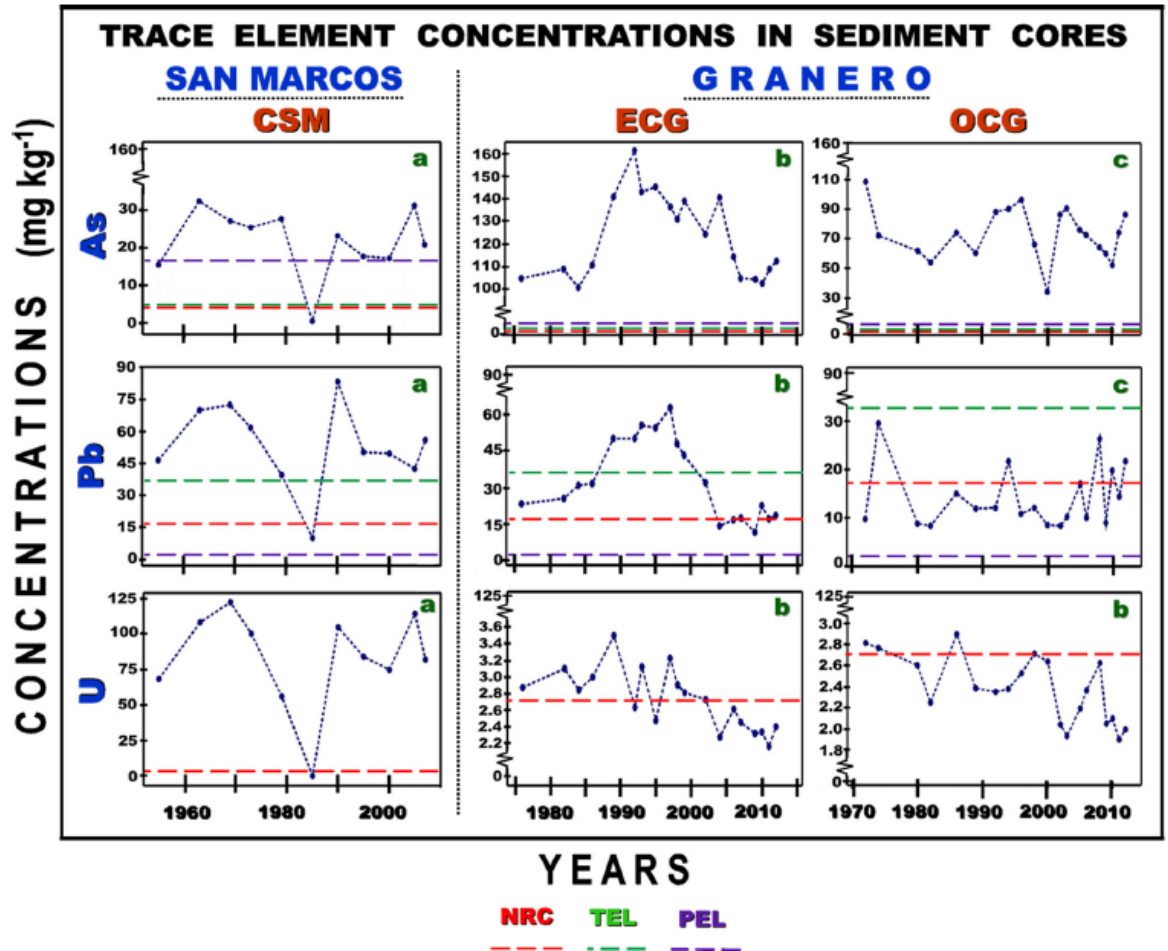 TRACE ELEMENT CONCENTRATIONS IN SEDIMENT CORES
SAN MARCOS
GRANERO
CSM
ECG
OCG
CONCENTRATIONS (mg kg-1)
As
160
30
20
10
0
a
160
150
140
130
120
110
100
0
b
160
110
90
70
50
30
0
c
Pb
90
75
60
45
30
15
0
a
90
60
45
30
15
0
b
90
30
20
10
0
c
U
125
100
75
50
25
0
a
125
3.6
3.4
3.2
3.0
2.8
2.6
2.4
2.2
0
b
125
3.0
2.8
2.6
2.4
2.2
2.0
1.8
0
b
1960 1980 2000
1980 1990 2000 2010
1970 1980 1990 2000 2010
YEARS
NRC TEL PEL